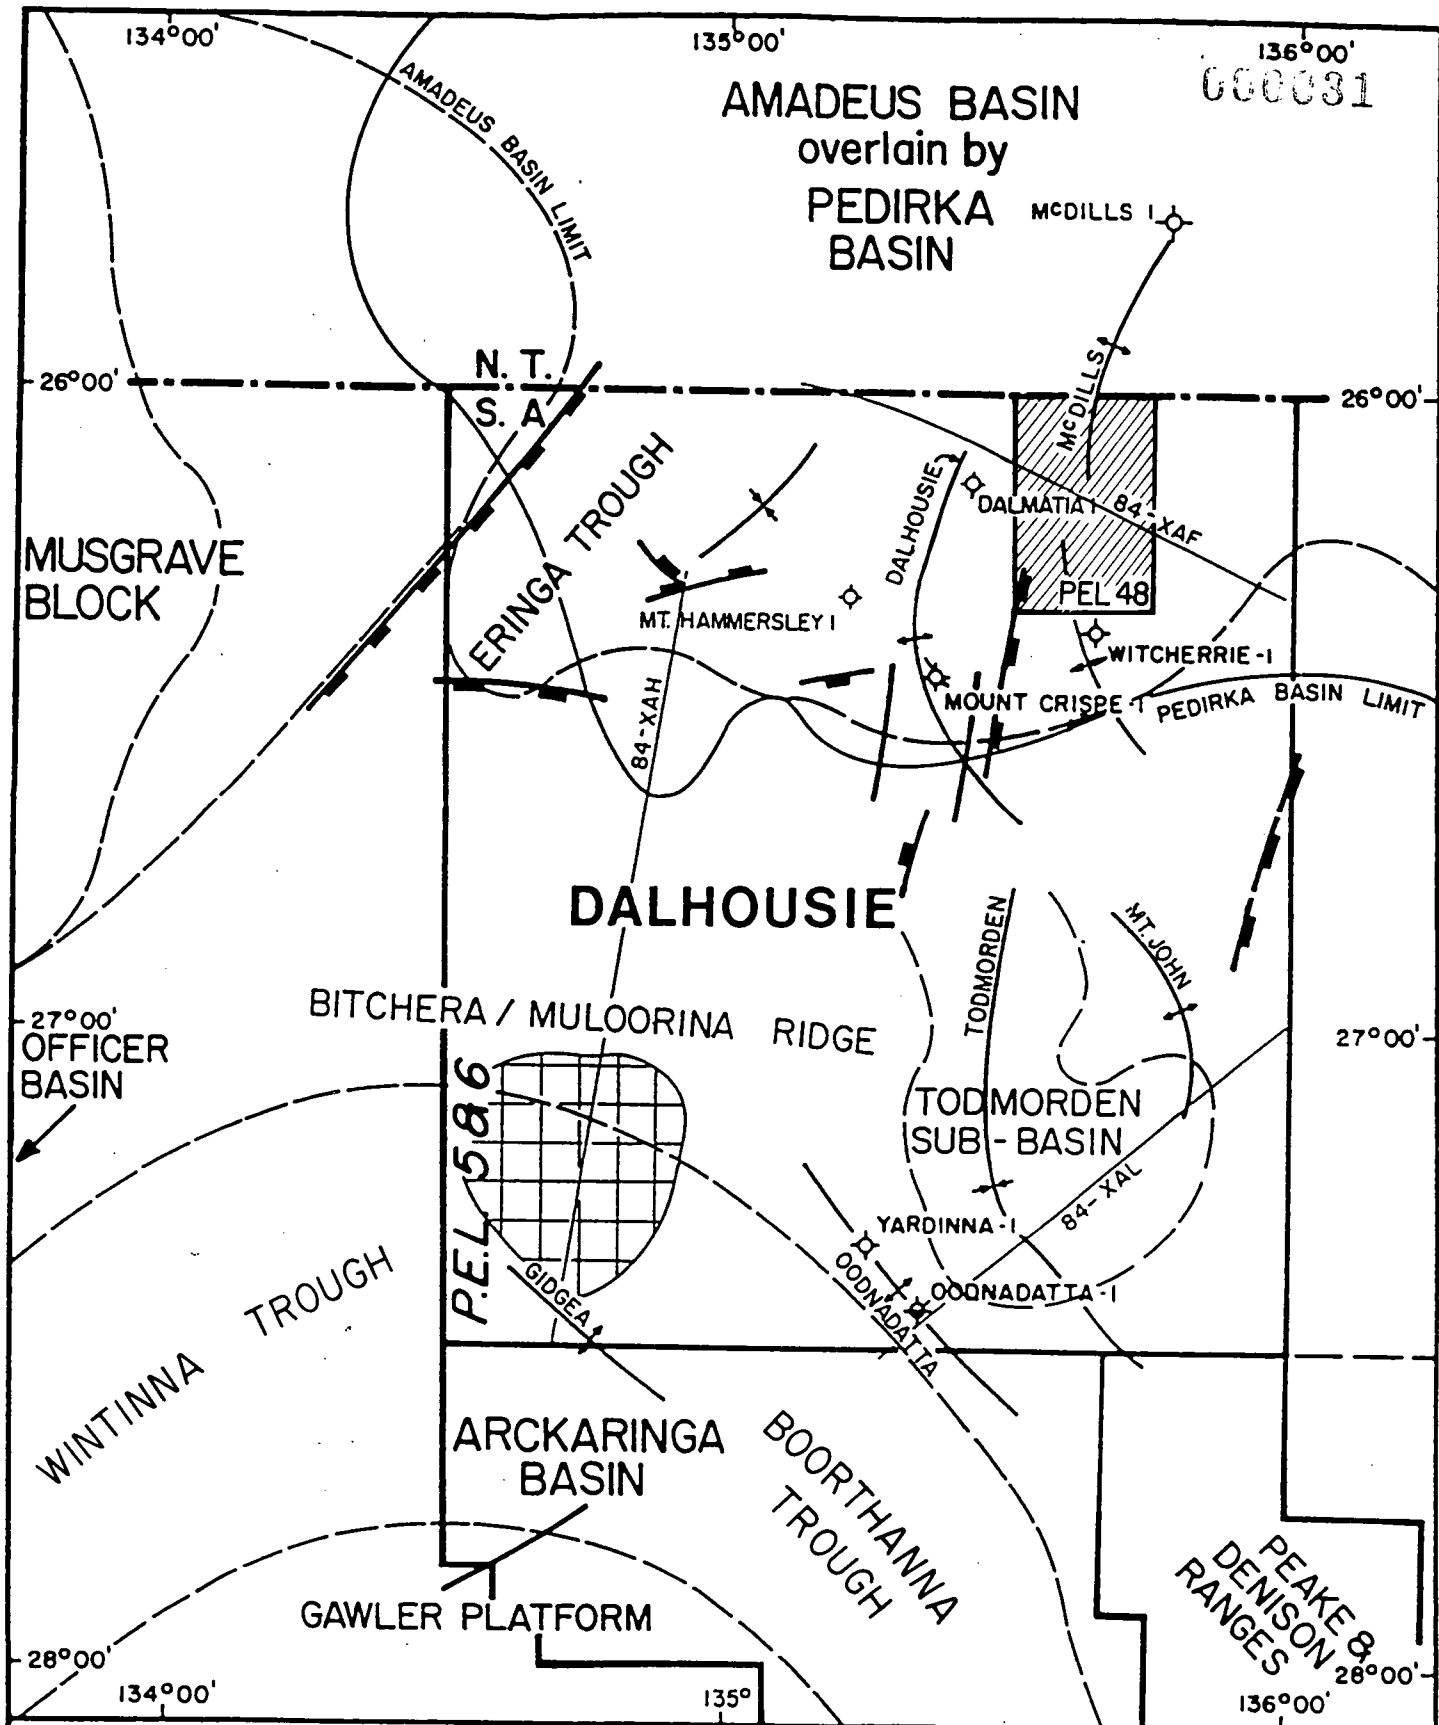 134°00'
135°00'
136°00'
000031
AMADEUS BASIN LIMIT
AMADEUS BASIN
overlain by
PEDIRKA
BASIN
McDILLS 1
N. T.
26°00'
26°00'
S. A
McDILLS
ERINGA TROUGH
DALHOUSIE
DALMATIA 1
84-XAF
MUSGRAVE
BLOCK
PEL 48
MT. HAMMERSLEY 1
WITCHERRIE-1
MOUNT CRISPE-1
PEDIRKA BASIN LIMIT
84-XAH
DALHOUSIE
TODMORDEN
MT. JOHN
BITCHERA / MULOORINA RIDGE
27°00'
27°00'
OFFICER
BASIN
P.E.L. 5 & 6
TODMORDEN
SUB-BASIN
84-XAL
YARDINNA-1
OODNADATTA
OODNADATTA-1
GIDGEA
WINTINNA TROUGH
ARCKARINGA
BASIN
BOORTHANNA
TROUGH
PEAKE &
DENISON
RANGES
GAWLER PLATFORM
28°00'
28°00'
134°00'
135°
136°00'